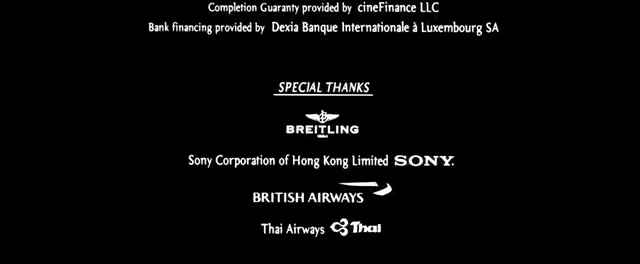 Completion Guaranty provided by cineFinance LLC
Bank financing provided by Dexia Banque Internationale à Luxembourg SA
SPECIAL THANKS
BREITLING
1884
Sony Corporation of Hong Kong Limited SONY.
BRITISH AIRWAYS
Thai Airways Thai